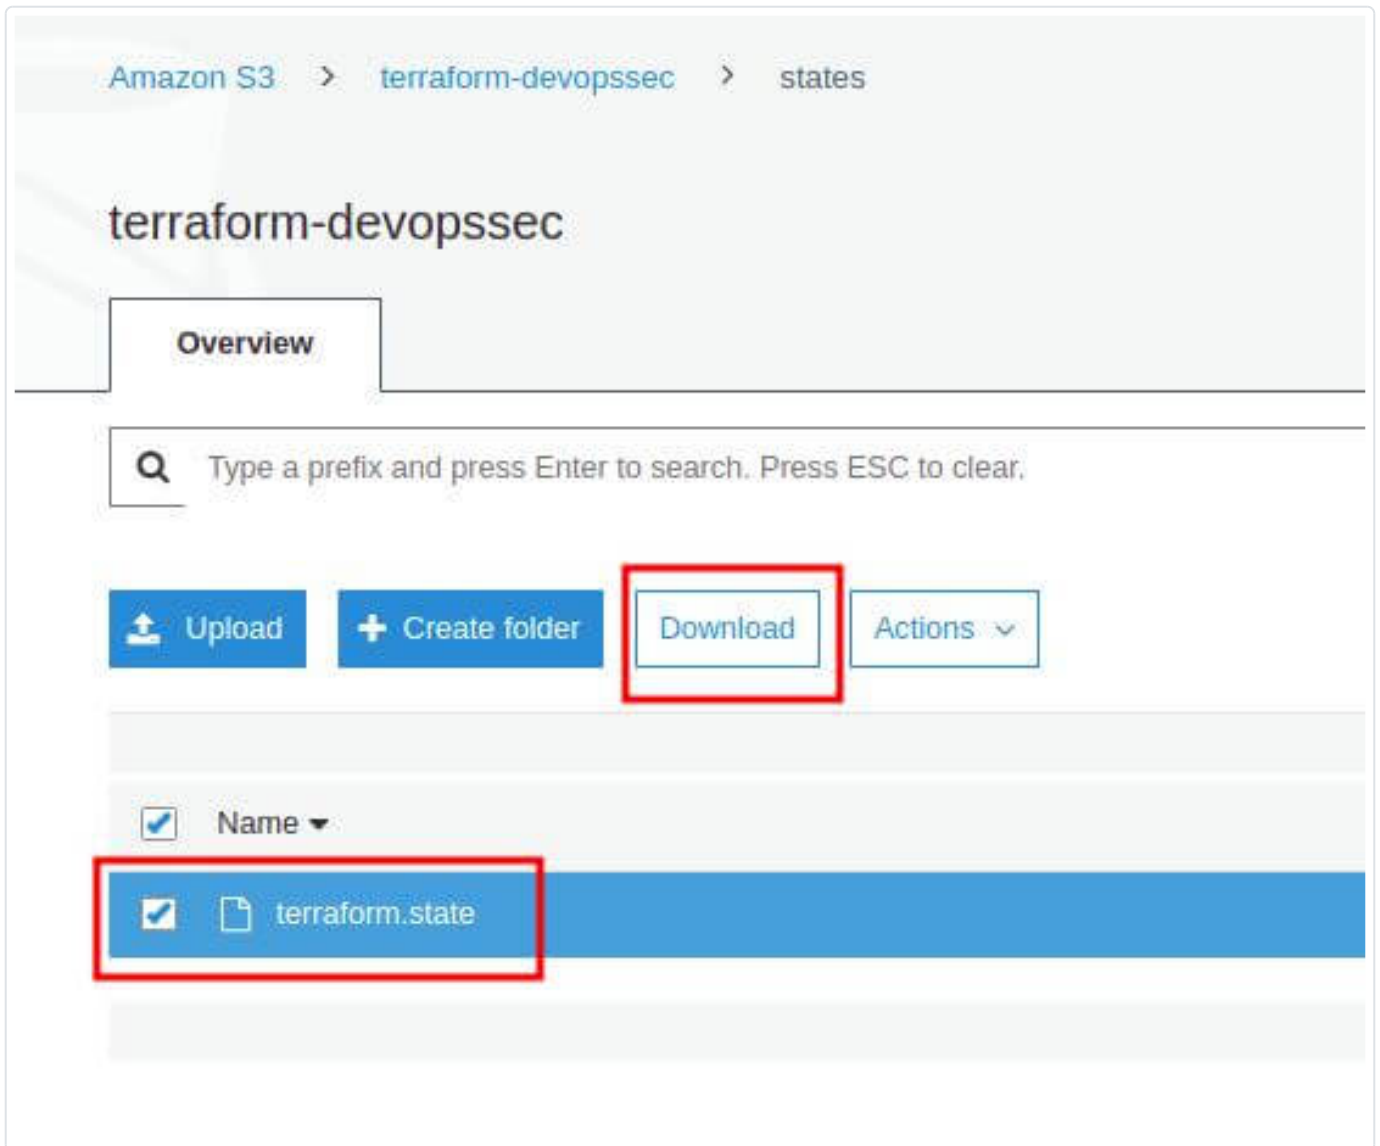 Amazon S3 > terraform-devopssec > states
terraform-devopssec
Overview
Type a prefix and press Enter to search. Press ESC to clear.
Upload Create folder Download Actions
Name
terraform.state